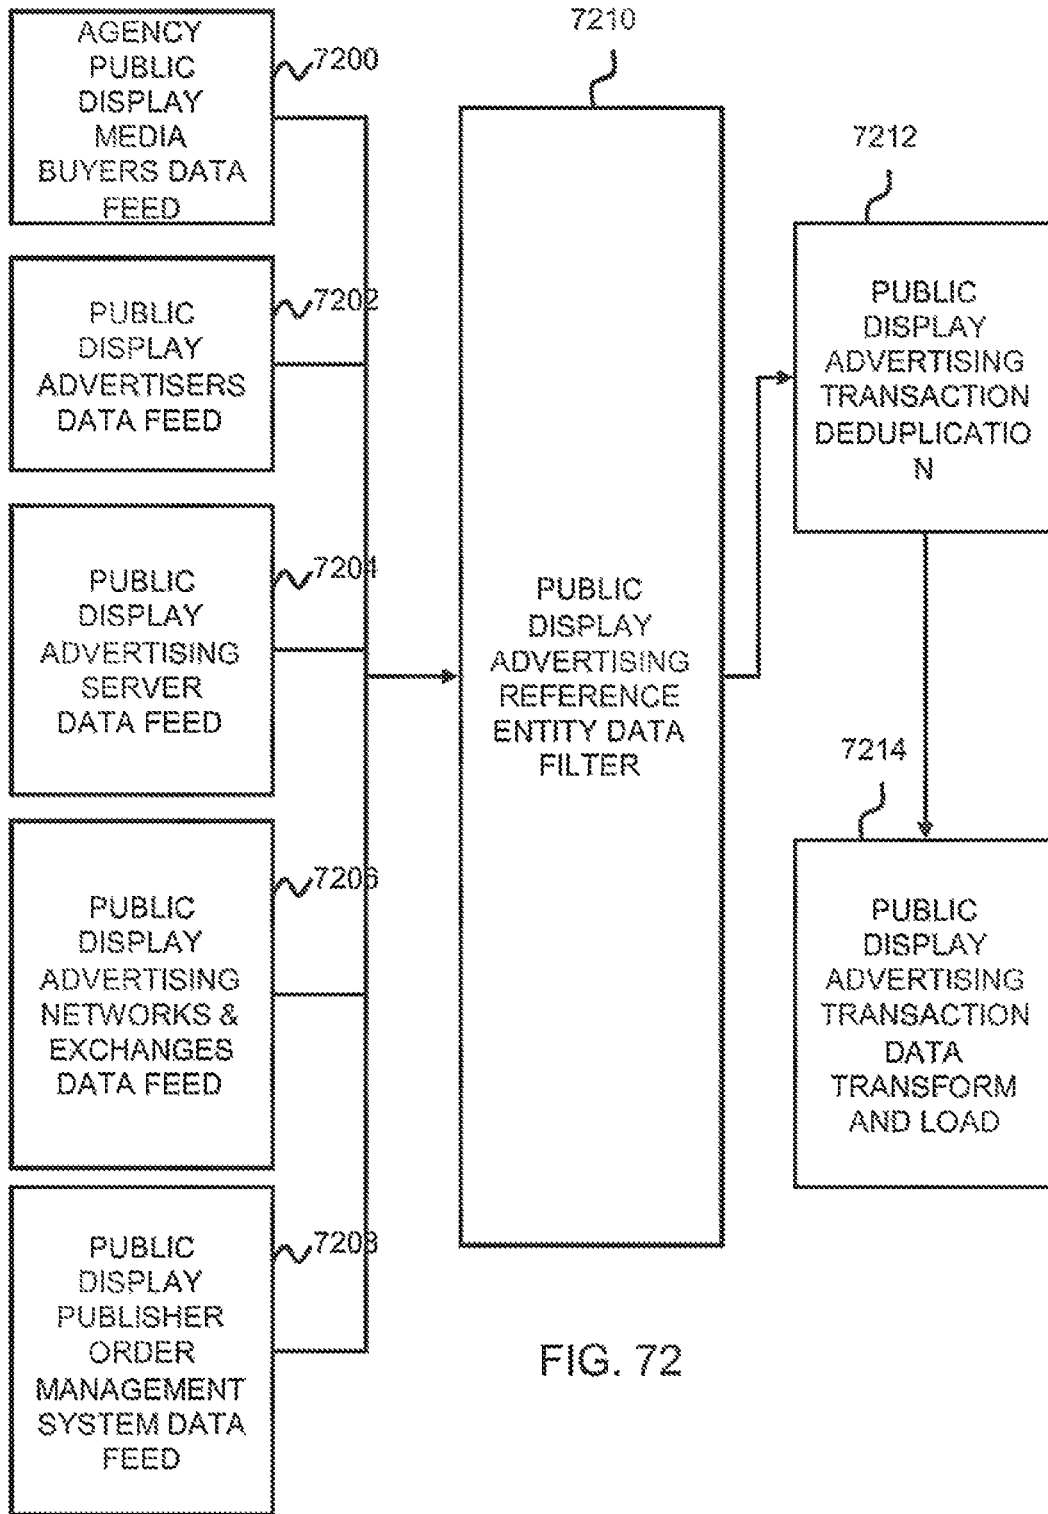 AGENCY
PUBLIC
DISPLAY
MEDIA
BUYERS DATA
FEED
7200
PUBLIC
DISPLAY
ADVERTISERS
DATA FEED
7202
PUBLIC
DISPLAY
ADVERTISING
SERVER
DATA FEED
7204
PUBLIC
DISPLAY
ADVERTISING
NETWORKS &
EXCHANGES
DATA FEED
7206
PUBLIC
DISPLAY
PUBLISHER
ORDER
MANAGEMENT
SYSTEM DATA
FEED
7208
7210
PUBLIC
DISPLAY
ADVERTISING
REFERENCE
ENTITY DATA
FILTER
7212
PUBLIC
DISPLAY
ADVERTISING
TRANSACTION
DEDUPLICATIO
N
7214
PUBLIC
DISPLAY
ADVERTISING
TRANSACTION
DATA
TRANSFORM
AND LOAD
FIG. 72